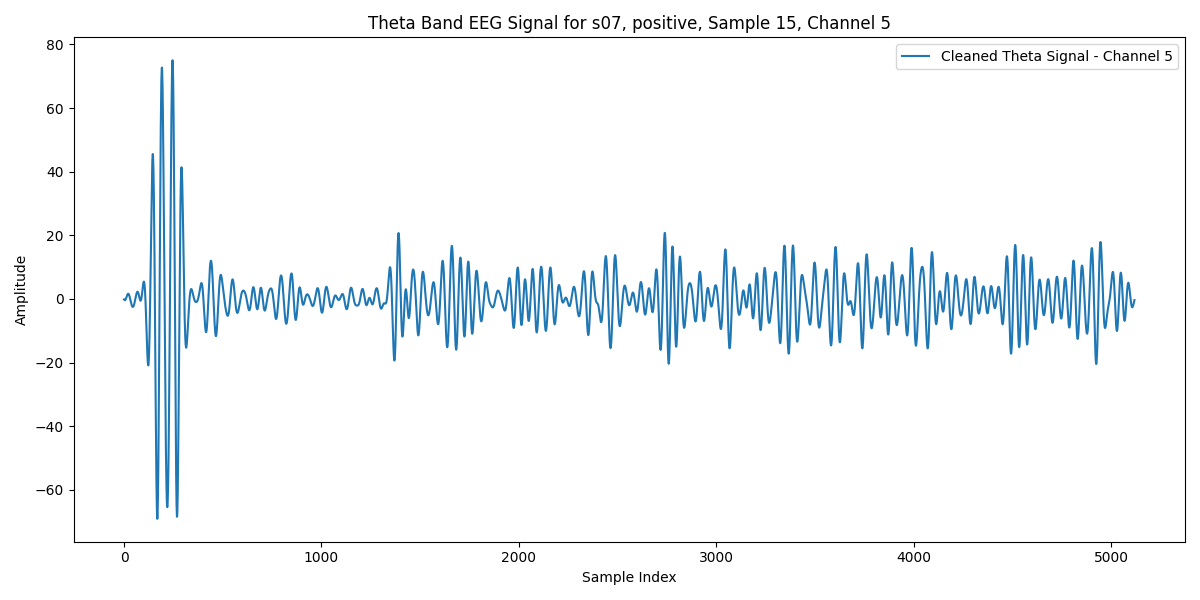 Theta Band EEG Signal for s07, positive, Sample 15, Channel 5
Cleaned Theta Signal - Channel 5
80
60
40
20
0
−20
−40
−60
Amplitude
0 1000 2000 3000 4000 5000
Sample Index